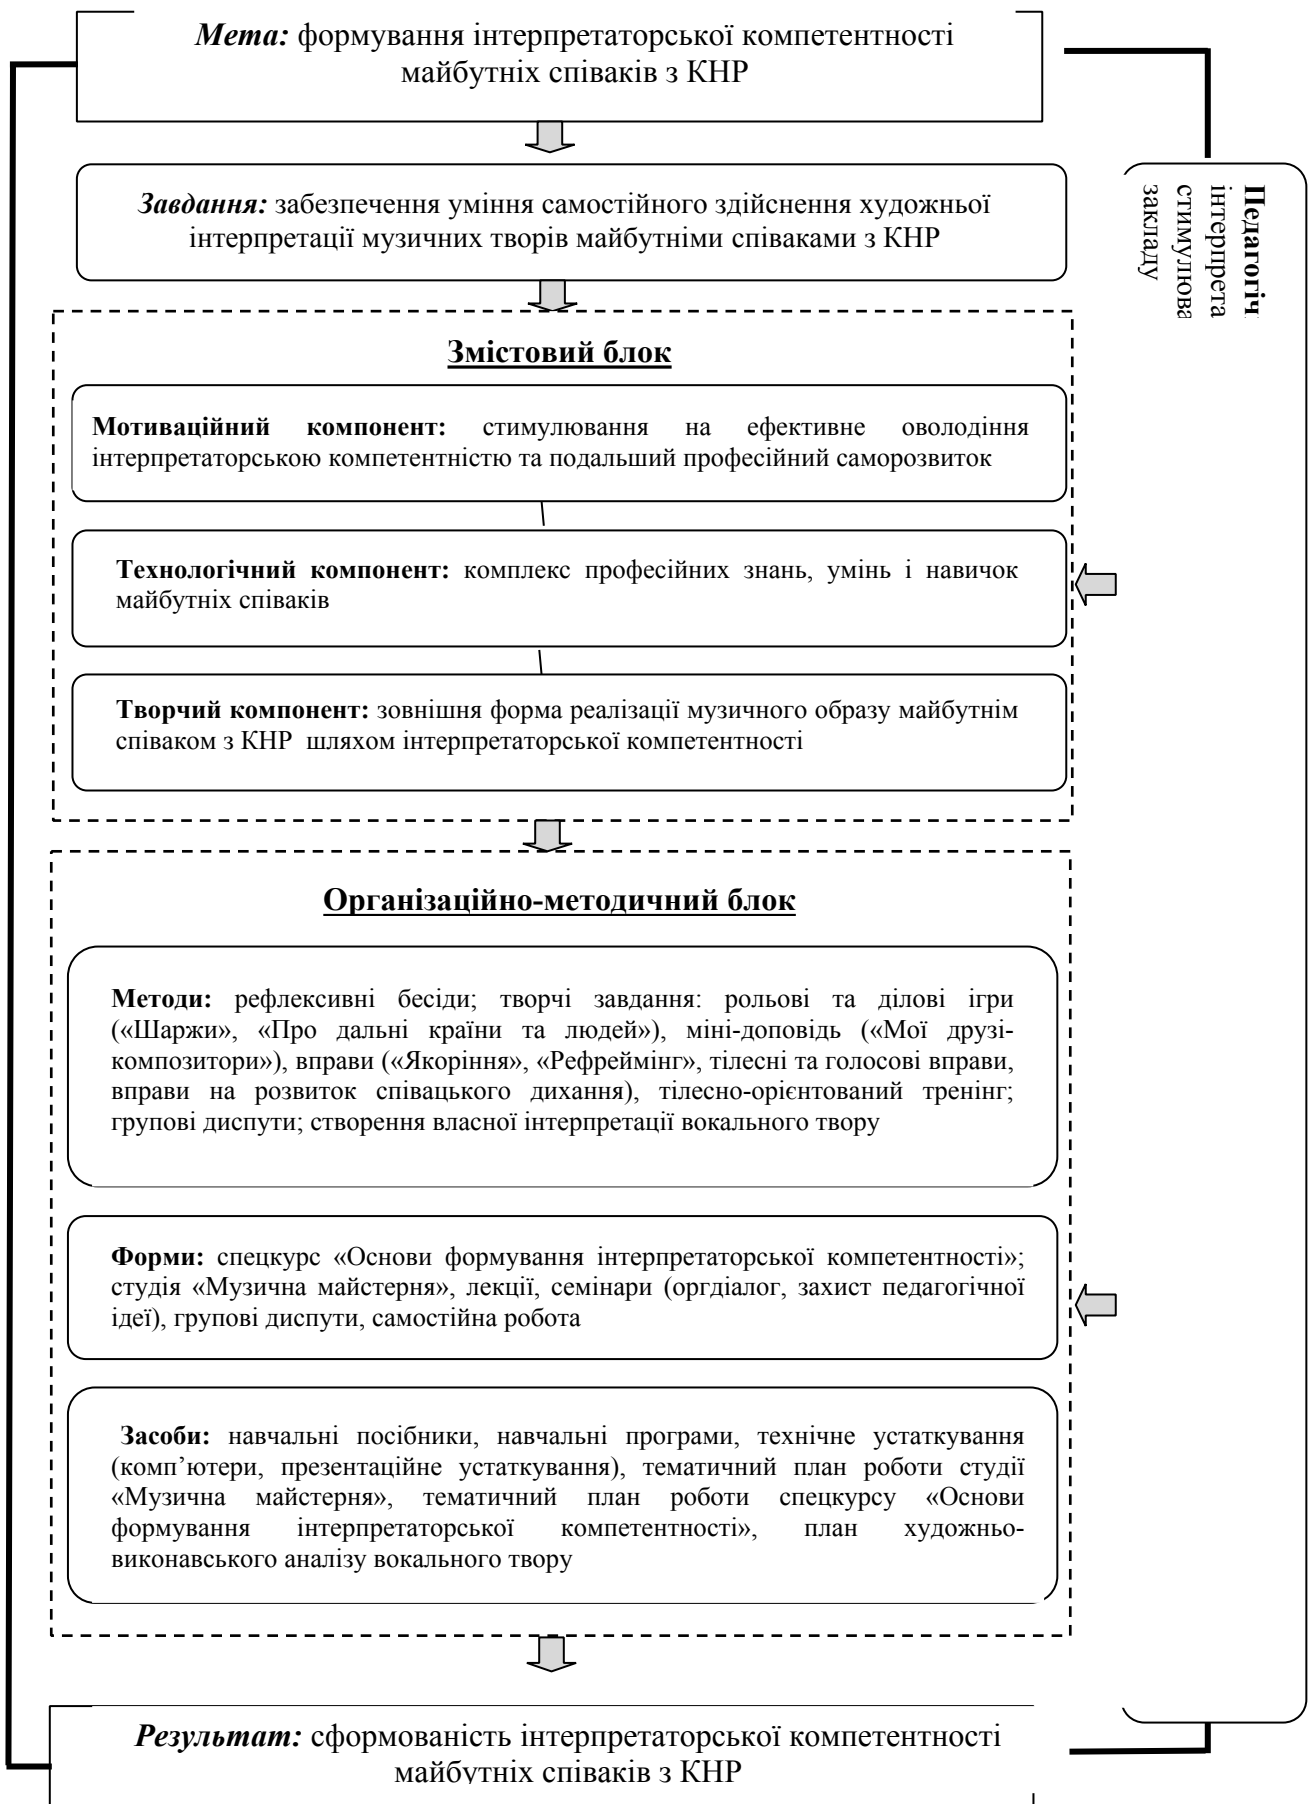 Мета: формування інтерпретаторської компетентності
майбутніх співаків з КНР
Завдання: забезпечення уміння самостійного здійснення художньої
інтерпретації музичних творів майбутніми співаками з КНР
Змістовий блок
Мотиваційний компонент: стимулювання на ефективне оволодіння
інтерпретаторською компетентністю та подальший професійний саморозвиток
Технологічний компонент: комплекс професійних знань, умінь і навичок
майбутніх співаків
Творчий компонент: зовнішня форма реалізації музичного образу майбутнім
співаком з КНР шляхом інтерпретаторської компетентності
Організаційно-методичний блок
Методи: рефлексивні бесіди; творчі завдання: рольові та ділові ігри
(«Шаржи», «Про дальні країни та людей»), міні-доповідь («Мої друзі-
композитори»), вправи («Якоріння», «Рефреймінг», тілесні та голосові вправи,
вправи на розвиток співацького дихання), тілесно-орієнтований тренінг;
групові диспути; створення власної інтерпретації вокального твору
Форми: спецкурс «Основи формування інтерпретаторської компетентності»;
студія «Музична майстерня», лекції, семінари (оргдіалог, захист педагогічної
ідеї), групові диспути, самостійна робота
Засоби: навчальні посібники, навчальні програми, технічне устаткування
(комп’ютери, презентаційне устаткування), тематичний план роботи студії
«Музична майстерня», тематичний план роботи спецкурсу «Основи
формування інтерпретаторської компетентності», план художньо-
виконавського аналізу вокального твору
Результат: сформованість інтерпретаторської компетентності
майбутніх співаків з КНР
Педагогіч
інтерпрета
стимулюва
закладу